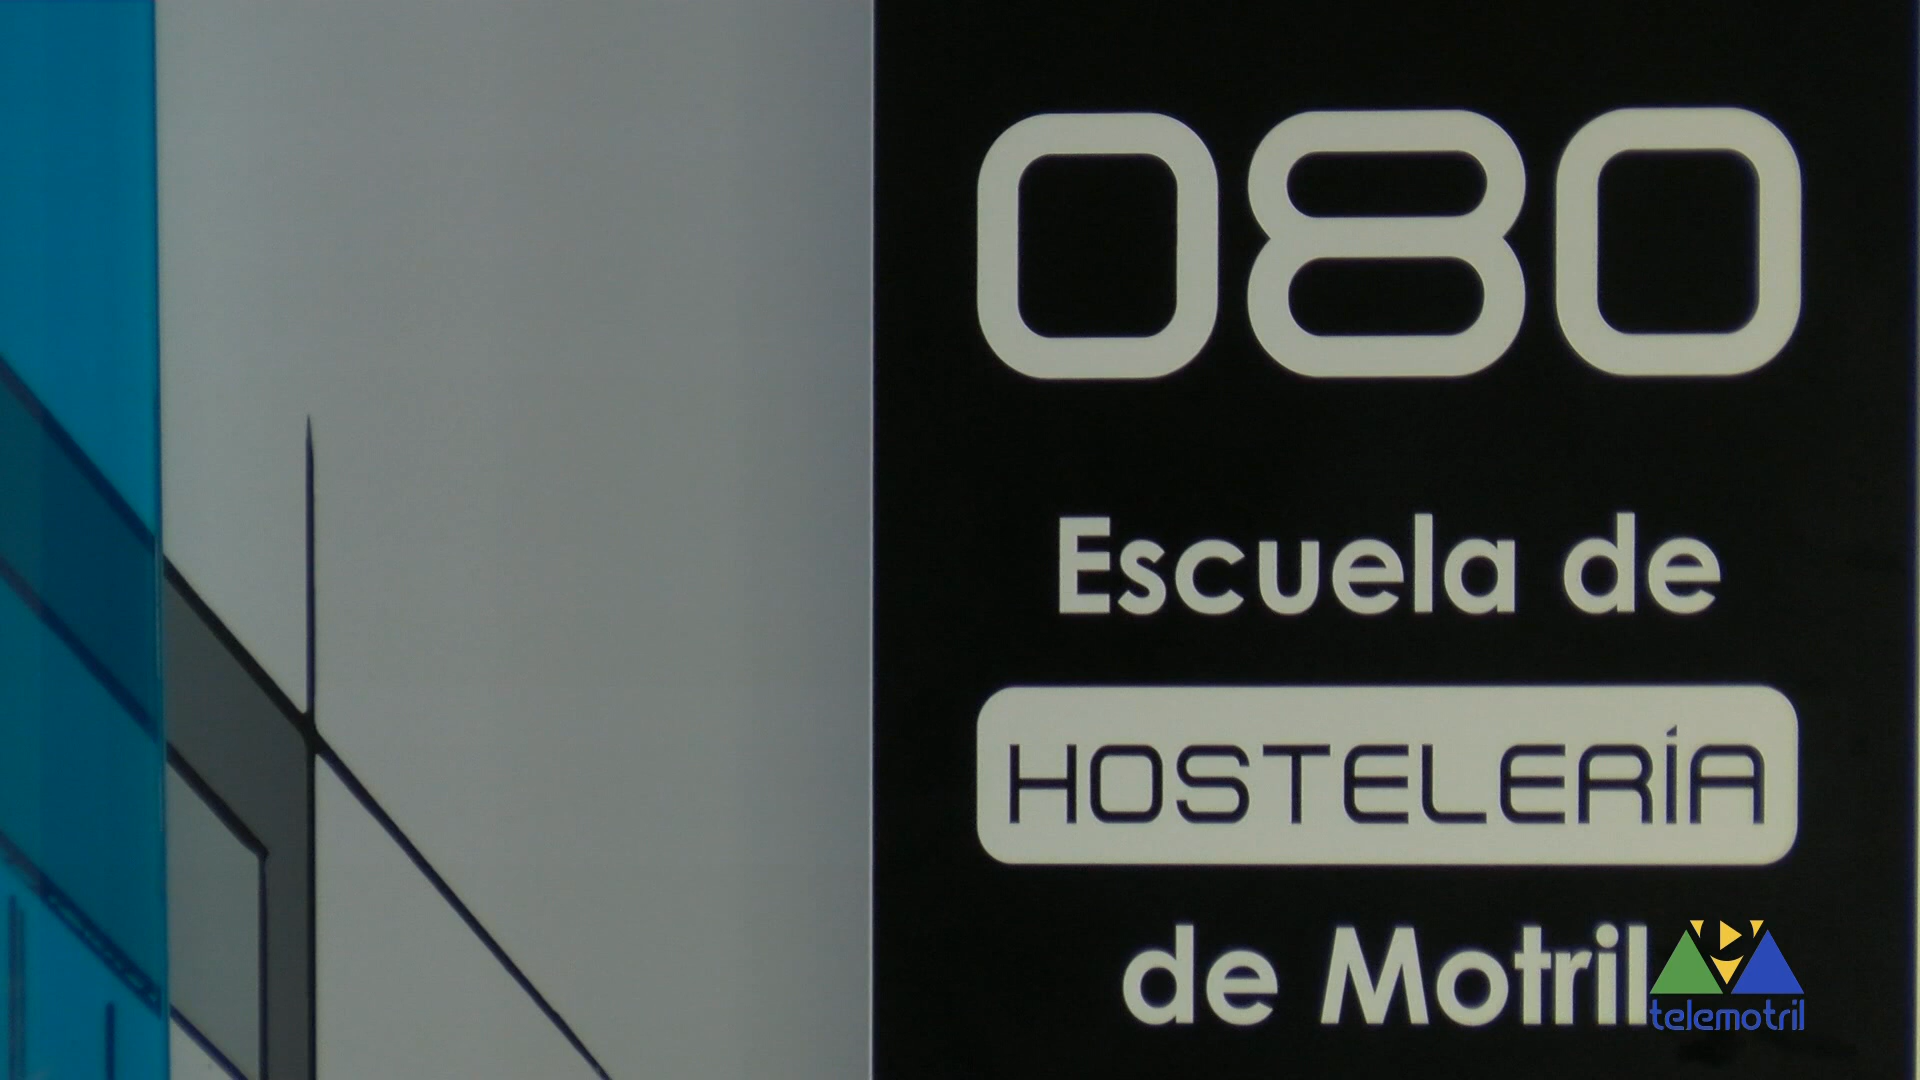 080
Escuela de
HOSTELERÍA
de Motril
telemotril